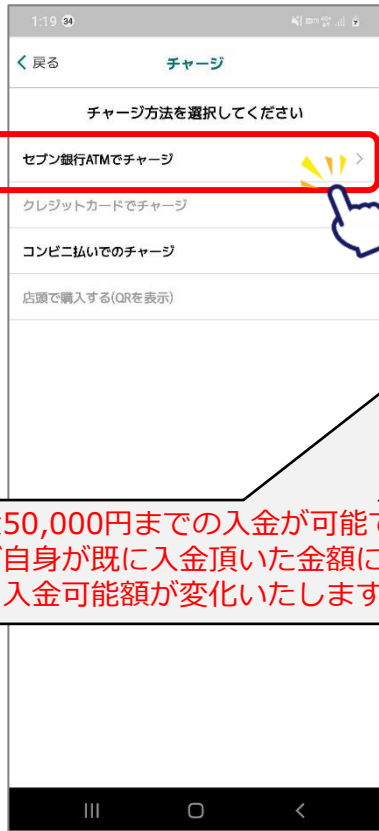 1:19 34
戻る チャージ
チャージ方法を選択してください
セブン銀行ATMでチャージ
クレジットカードでチャージ
コンビニ払いでのチャージ
店頭で購入する(QRを表示)
50,000円までの入金が可能で
自身が既に入金頂いた金額に
入金可能額が変化いたします